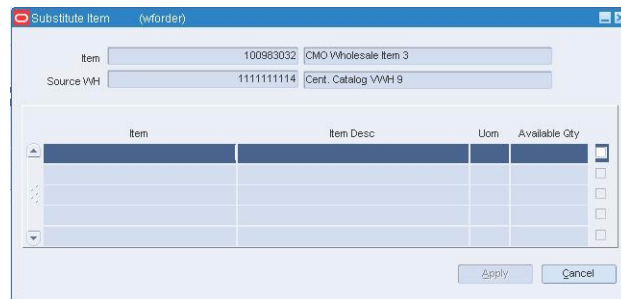 Substitute Item (wforder)
Item 100983032 CMO Wholesale Item 3
Source WH 1111111114 Cent. Catalog VWH 9
Item Item Desc Uom Available Qty
Apply Cancel